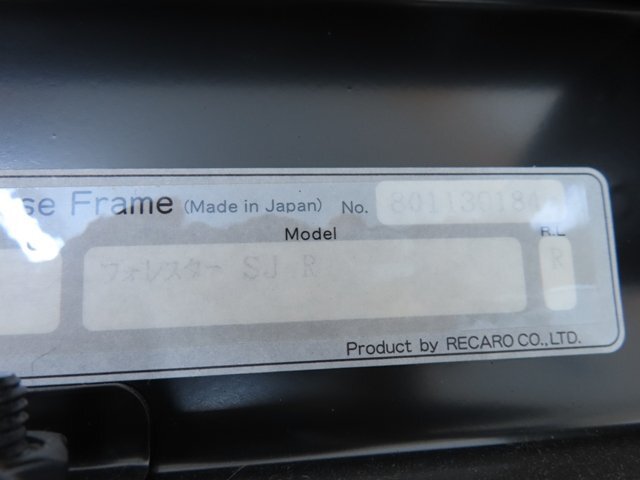 se Frame (Made in Japan) No. 801130184
Model R.L
フォレスター SJ R R
Product by RECARO CO.,LTD.